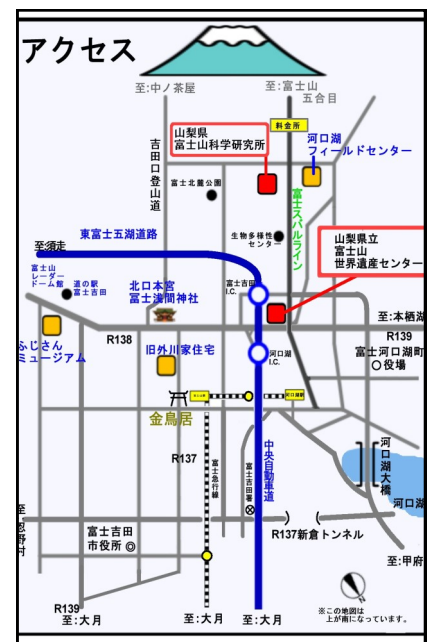 アクセス
至:中ノ茶屋
至:富士山
五合目
料金所
山梨県
富士山科学研究所
河口湖
フィールドセンター
吉田口登山道
富士北麓公園
富士スバルライン
生物多様性
センター
東富士五湖道路
至:須走
山梨県立
富士山
世界遺産センター
富士山
レーダー
ドーム館
道の駅
富士吉田
北口本宮
冨士浅間神社
富士吉田
I.C.
至:本栖湖
R138
R139
ふじさん
ミュージアム
旧外川家住宅
河口湖
I.C.
富士河口湖町
役場
河口湖駅
金鳥居
R137
富士急行線
富士吉田署
中央自動車道
河口湖大橋
河口湖
至:忍野村
富士吉田
市役所
R137新倉トンネル
至:甲府
R139
至:大月
至:大月
至:大月
※この地図は
上が南になっています。